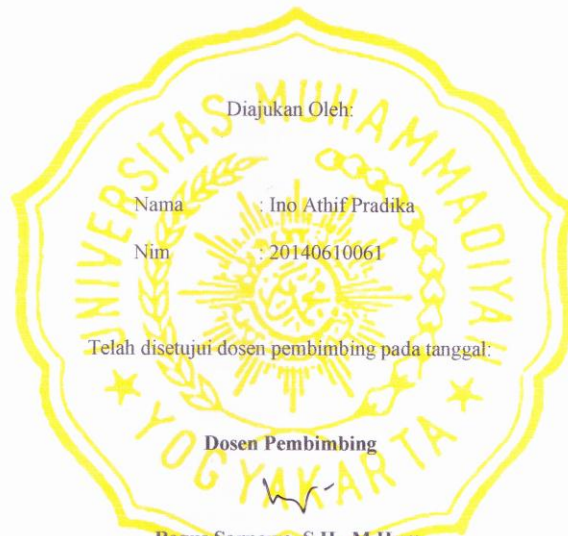 Diajukan Oleh:
Nama : Ino Athif Pradika
Nim : 20140610061
Telah disetujui dosen pembimbing pada tanggal:
Dosen Pembimbing
UNIVERSITAS MUHAMMADIYAH
★ YOGYAKARTA ★